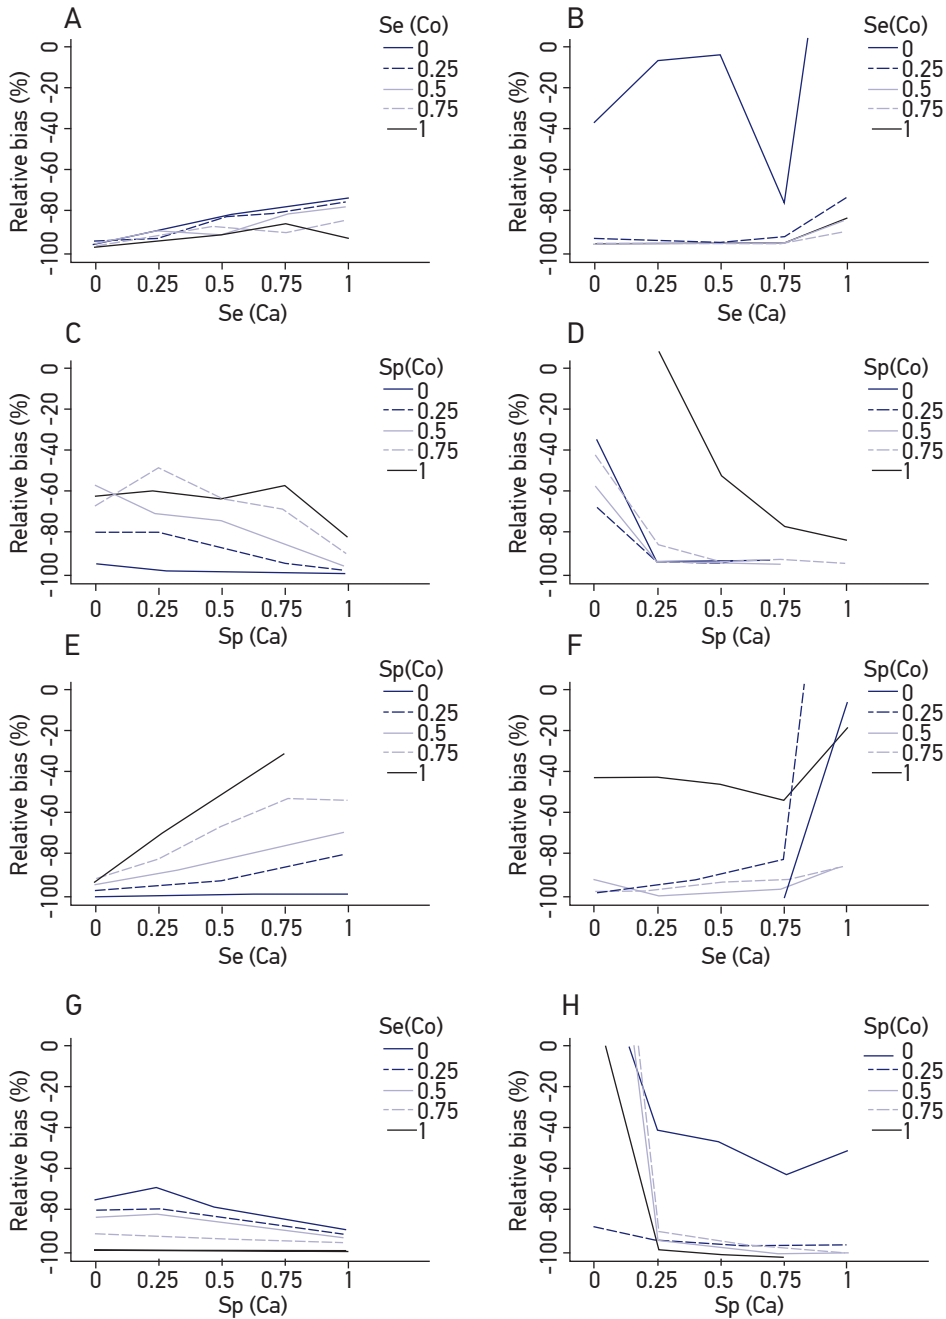 A
Se (Co)
0
0.25
0.5
0.75
1
Relative bias (%)
0
-20
-40
-60
-80
-100
0 0.25 0.5 0.75 1
Se (Ca)
B
Se(Co)
0
0.25
0.5
0.75
1
Relative bias (%)
0
-20
-40
-60
-80
-100
0 0.25 0.5 0.75 1
Se (Ca)
C
Sp(Co)
0
0.25
0.5
0.75
1
Relative bias (%)
0
-20
-40
-60
-80
-100
0 0.25 0.5 0.75 1
Sp (Ca)
D
Sp(Co)
0
0.25
0.5
0.75
1
Relative bias (%)
0
-20
-40
-60
-80
-100
0 0.25 0.5 0.75 1
Sp (Ca)
E
Sp(Co)
0
0.25
0.5
0.75
1
Relative bias (%)
0
-20
-40
-60
-80
-100
0 0.25 0.5 0.75 1
Se (Ca)
F
Sp(Co)
0
0.25
0.5
0.75
1
Relative bias (%)
0
-20
-40
-60
-80
-100
0 0.25 0.5 0.75 1
Se (Ca)
G
Se(Co)
0
0.25
0.5
0.75
1
Relative bias (%)
0
-20
-40
-60
-80
-100
0 0.25 0.5 0.75 1
Sp (Ca)
H
Sp(Co)
0
0.25
0.5
0.75
1
Relative bias (%)
0
-20
-40
-60
-80
-100
0 0.25 0.5 0.75 1
Sp (Ca)